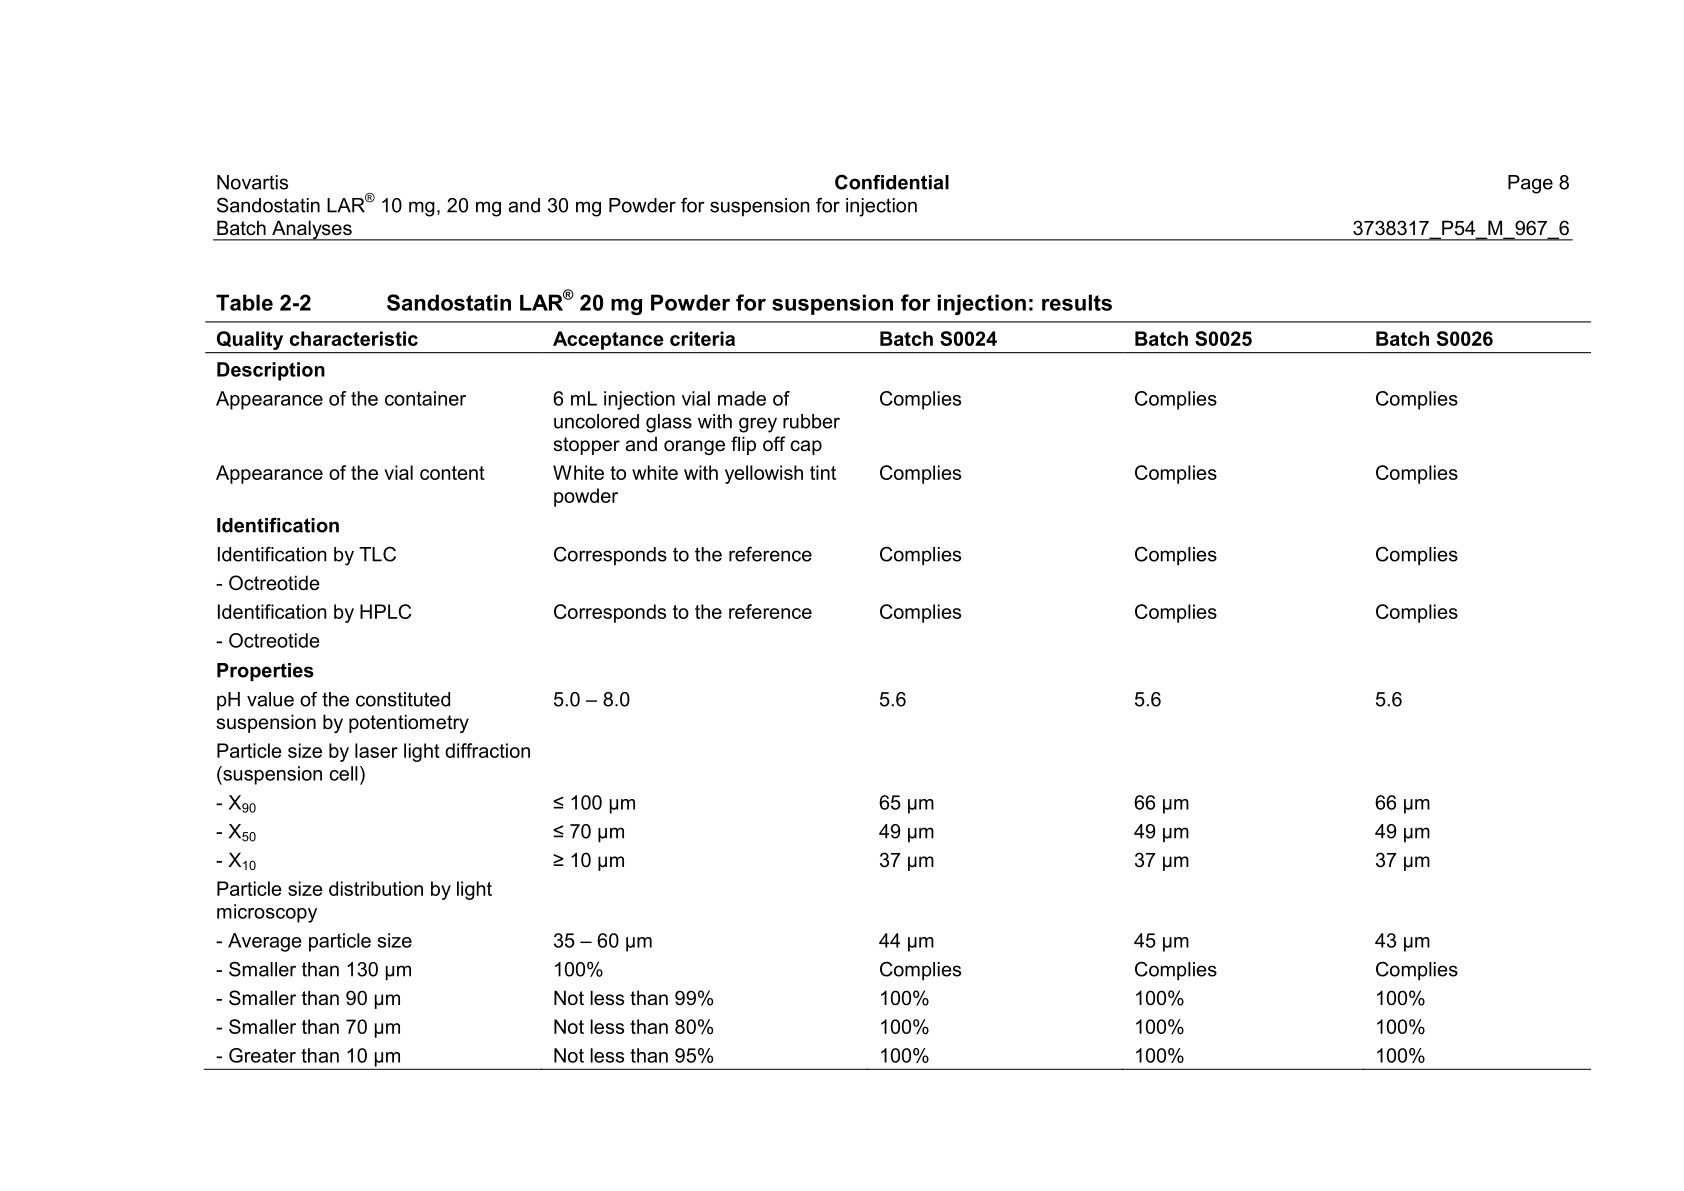 Novartis Confidential Page 8
Sandostatin LAR® 10 mg, 20 mg and 30 mg Powder for suspension for injection
Batch Analyses 3738317_P54_M_967_6
Table 2-2 Sandostatin LAR® 20 mg Powder for suspension for injection: results
Quality characteristic Acceptance criteria Batch S0024 Batch S0025 Batch S0026
Description
Appearance of the container 6 mL injection vial made of Complies Complies Complies
uncolored glass with grey rubber
stopper and orange flip off cap
Appearance of the vial content White to white with yellowish tint Complies Complies Complies
powder
Identification
Identification by TLC Corresponds to the reference Complies Complies Complies
- Octreotide
Identification by HPLC Corresponds to the reference Complies Complies Complies
- Octreotide
Properties
pH value of the constituted 5.0 – 8.0 5.6 5.6 5.6
suspension by potentiometry
Particle size by laser light diffraction
(suspension cell)
- X90 ≤ 100 µm 65 µm 66 µm 66 µm
- X50 ≤ 70 µm 49 µm 49 µm 49 µm
- X10 ≥ 10 µm 37 µm 37 µm 37 µm
Particle size distribution by light
microscopy
- Average particle size 35 – 60 µm 44 µm 45 µm 43 µm
- Smaller than 130 µm 100% Complies Complies Complies
- Smaller than 90 µm Not less than 99% 100% 100% 100%
- Smaller than 70 µm Not less than 80% 100% 100% 100%
- Greater than 10 µm Not less than 95% 100% 100% 100%